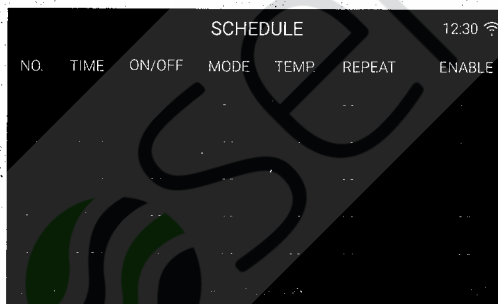 SCHEDULE 12:30
NO. TIME ON/OFF MODE TEMP. REPEAT ENABLE